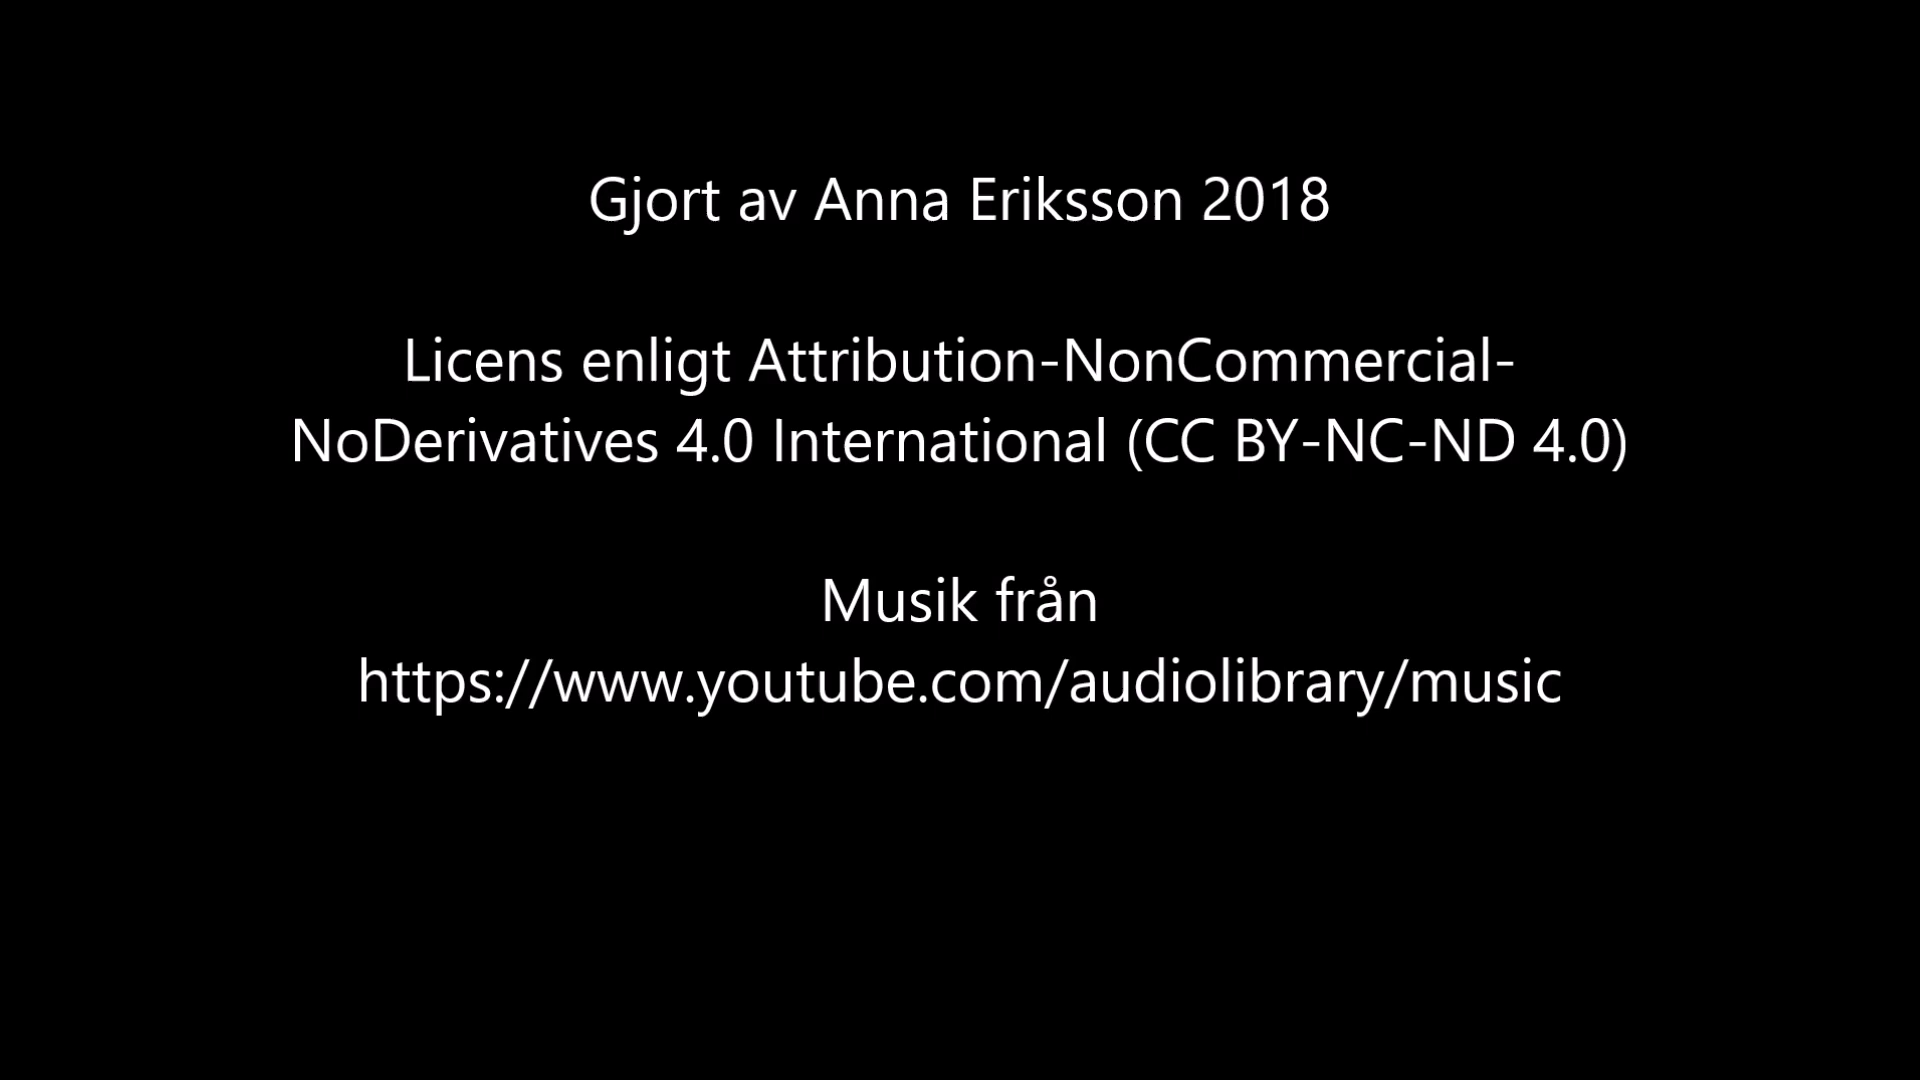 Gjort av Anna Eriksson 2018
Licens enligt Attribution-NonCommercial-
NoDerivatives 4.0 International (CC BY-NC-ND 4.0)
Musik från
https://www.youtube.com/audiolibrary/music